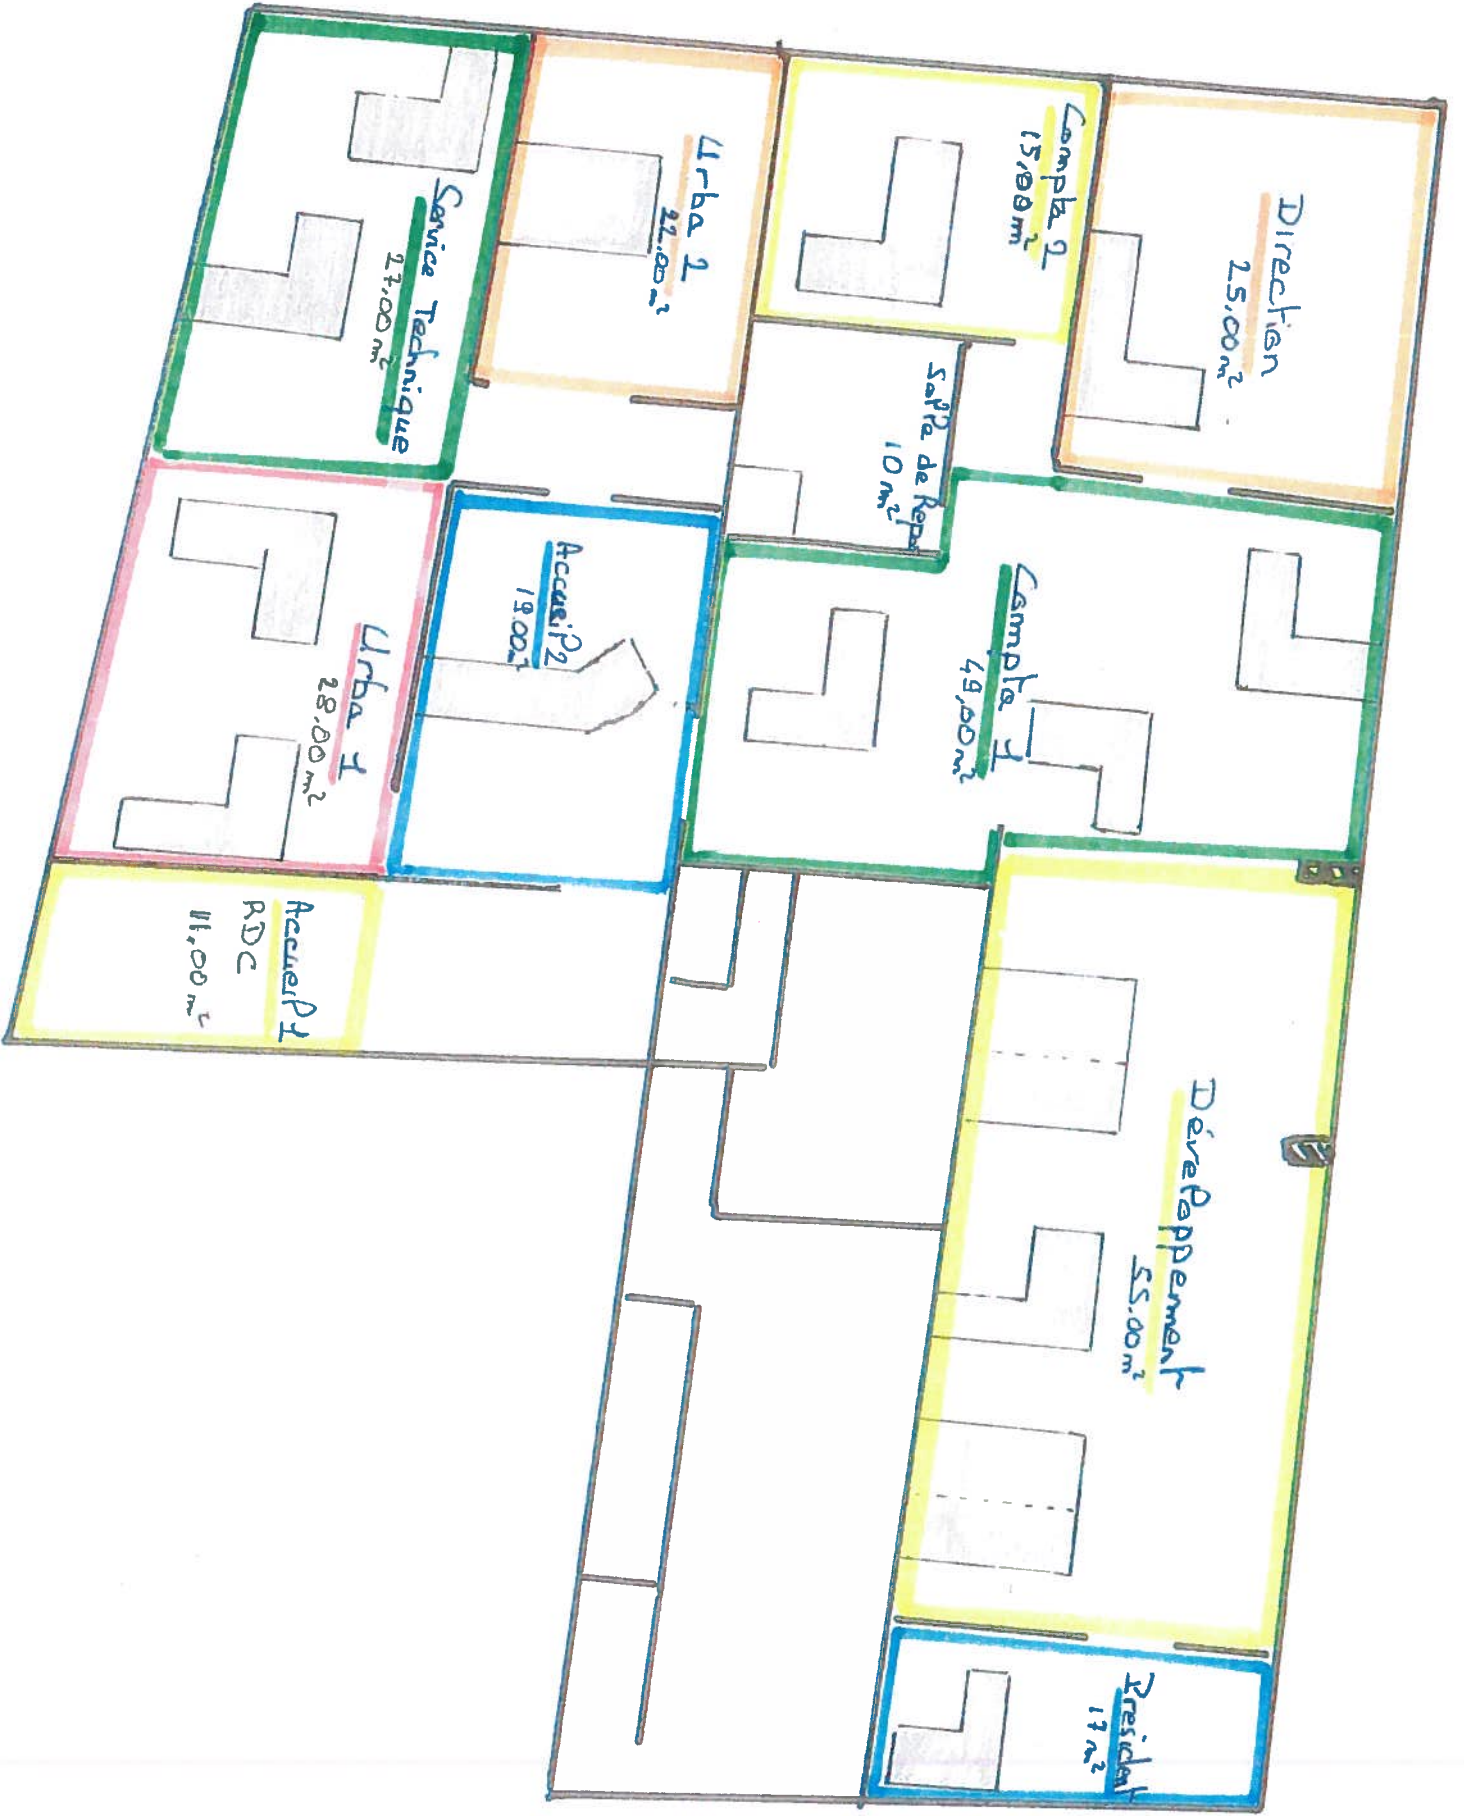 Direction
25.00 m²
Compta 2
15.00 m²
Urba 2
22.00 m²
Service Technique
27.00 m²
Salle de Repas
10 m²
Compta 1
49,00 m²
Accueil 2
19.00 m²
Urba 1
28.00 m²
Accueil 1
RDC
11,00 m²
Développement
55.00 m²
President
17 m²